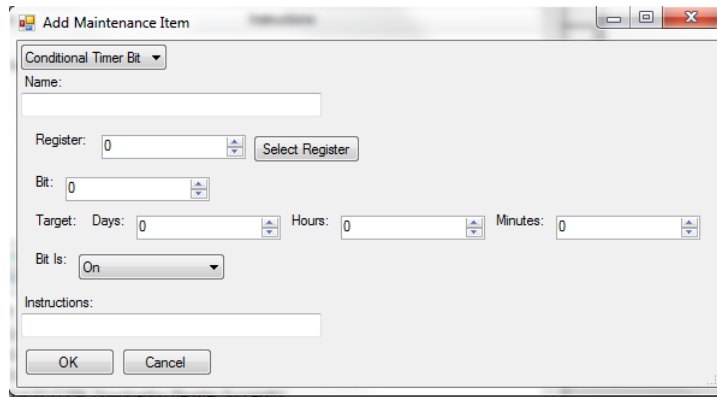 Add Maintenance Item
Conditional Timer Bit
Name:
Register: 0 Select Register
Bit: 0
Target: Days: 0 Hours: 0 Minutes: 0
Bit Is: On
Instructions:
OK Cancel